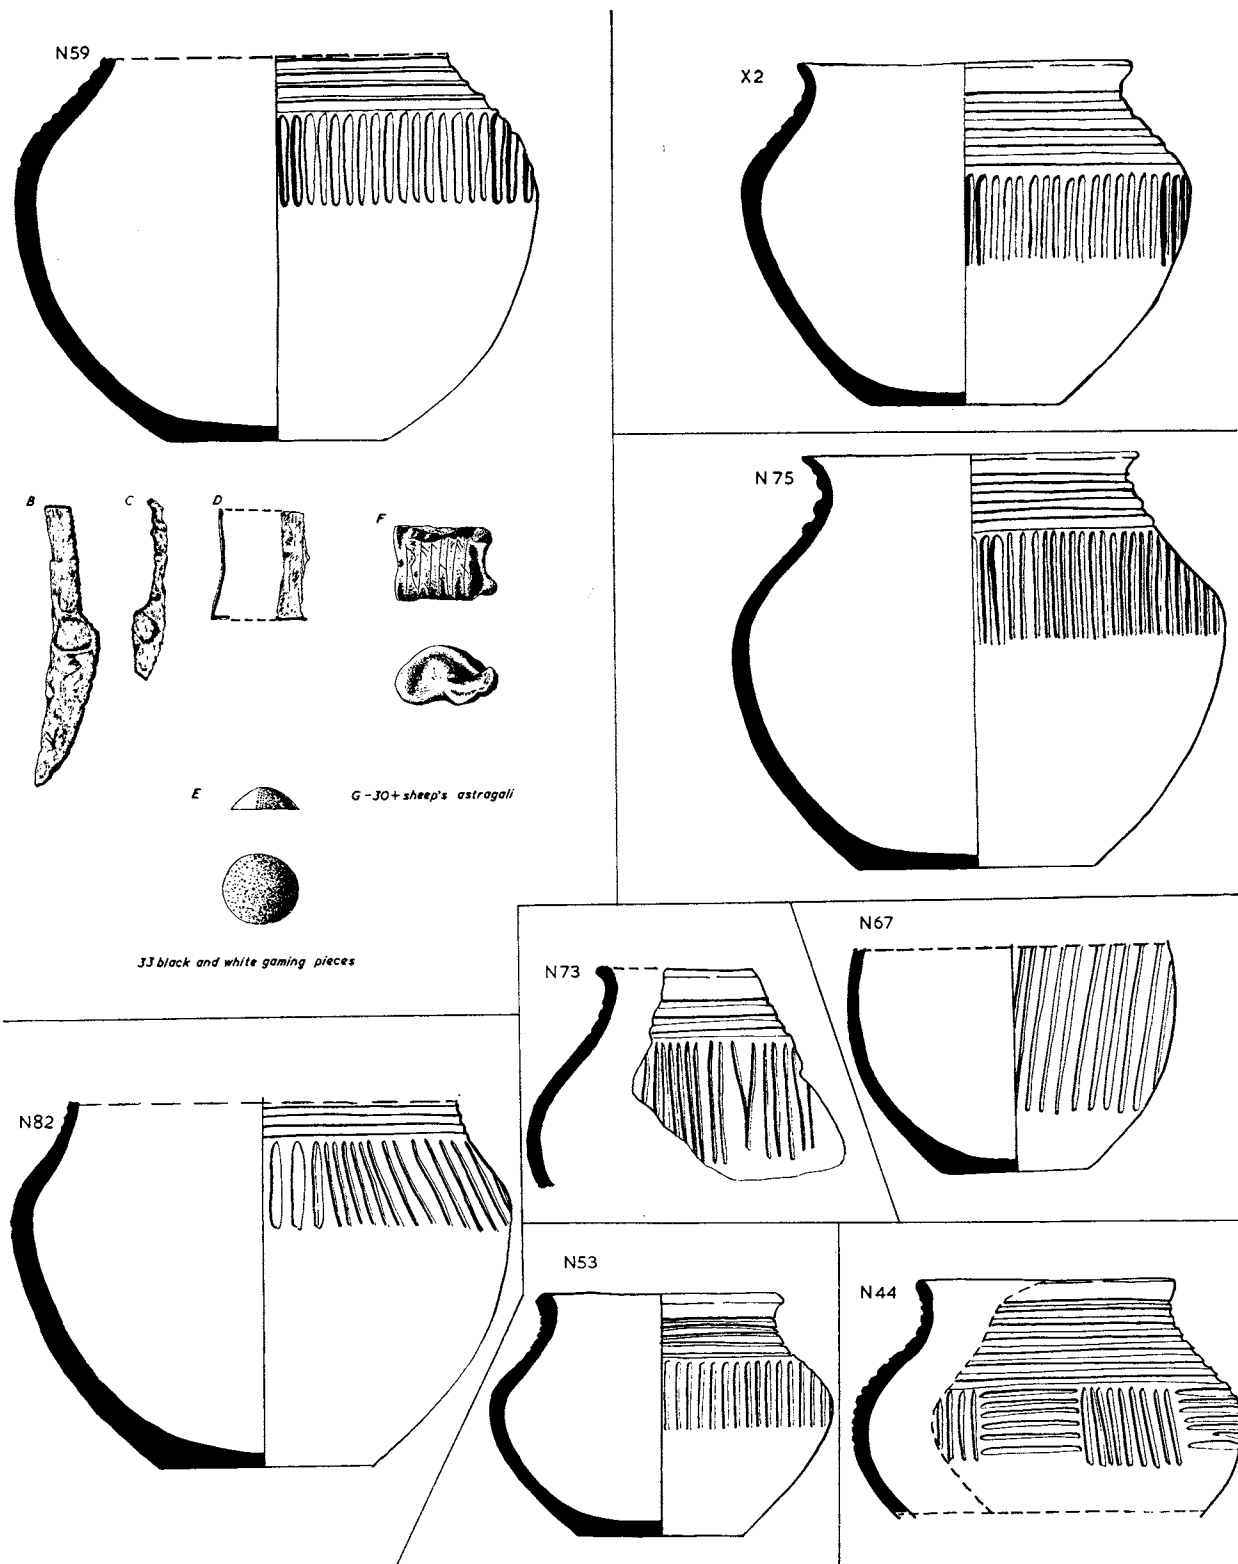 N59
X2
N75
B
C
D
F
E
G-30+ sheep's astragali
33 black and white gaming pieces
N73
N67
N82
N53
N44